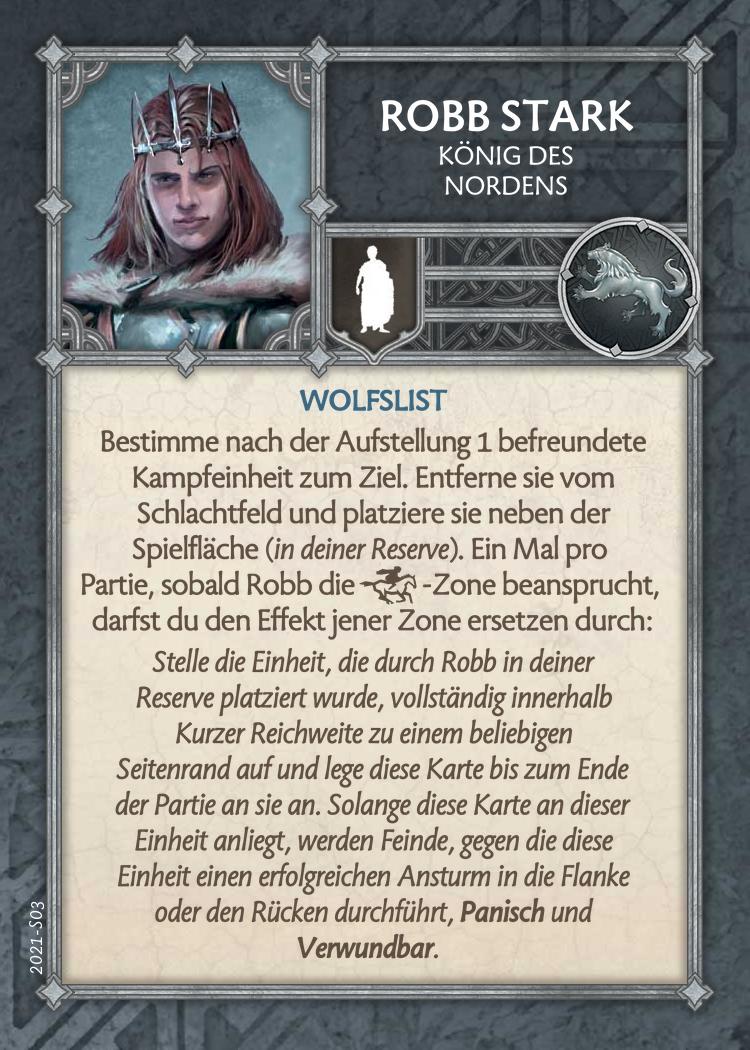 ROBB STARK
KÖNIG DES
NORDENS
WOLFSLIST
Bestimme nach der Aufstellung 1 befreundete
Kampfeinheit zum Ziel. Entferne sie vom
Schlachtfeld und platziere sie neben der
Spielfläche (in deiner Reserve). Ein Mal pro
Partie, sobald Robb die -Zone beansprucht,
darfst du den Effekt jener Zone ersetzen durch:
Stelle die Einheit, die durch Robb in deiner
Reserve platziert wurde, vollständig innerhalb
Kurzer Reichweite zu einem beliebigen
Seitenrand auf und lege diese Karte bis zum Ende
der Partie an sie an. Solange diese Karte an dieser
Einheit anliegt, werden Feinde, gegen die diese
Einheit einen erfolgreichen Ansturm in die Flanke
oder den Rücken durchführt, Panisch und
Verwundbar.
2021-S03